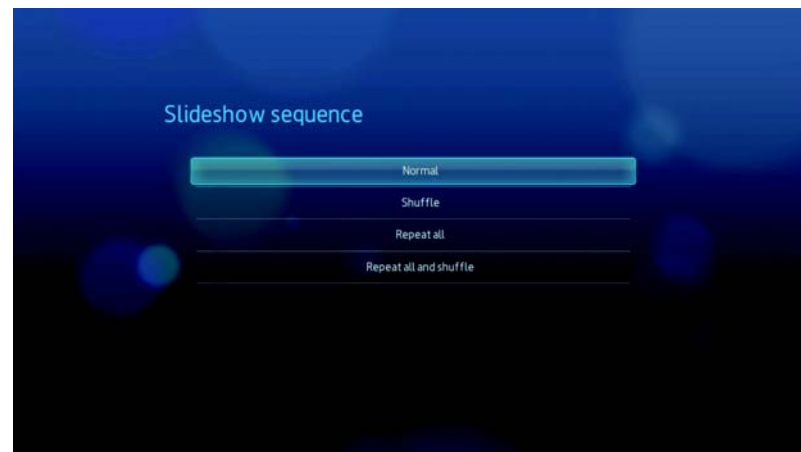 Slideshow sequence
Normal
Shuffle
Repeat all
Repeat all and shuffle